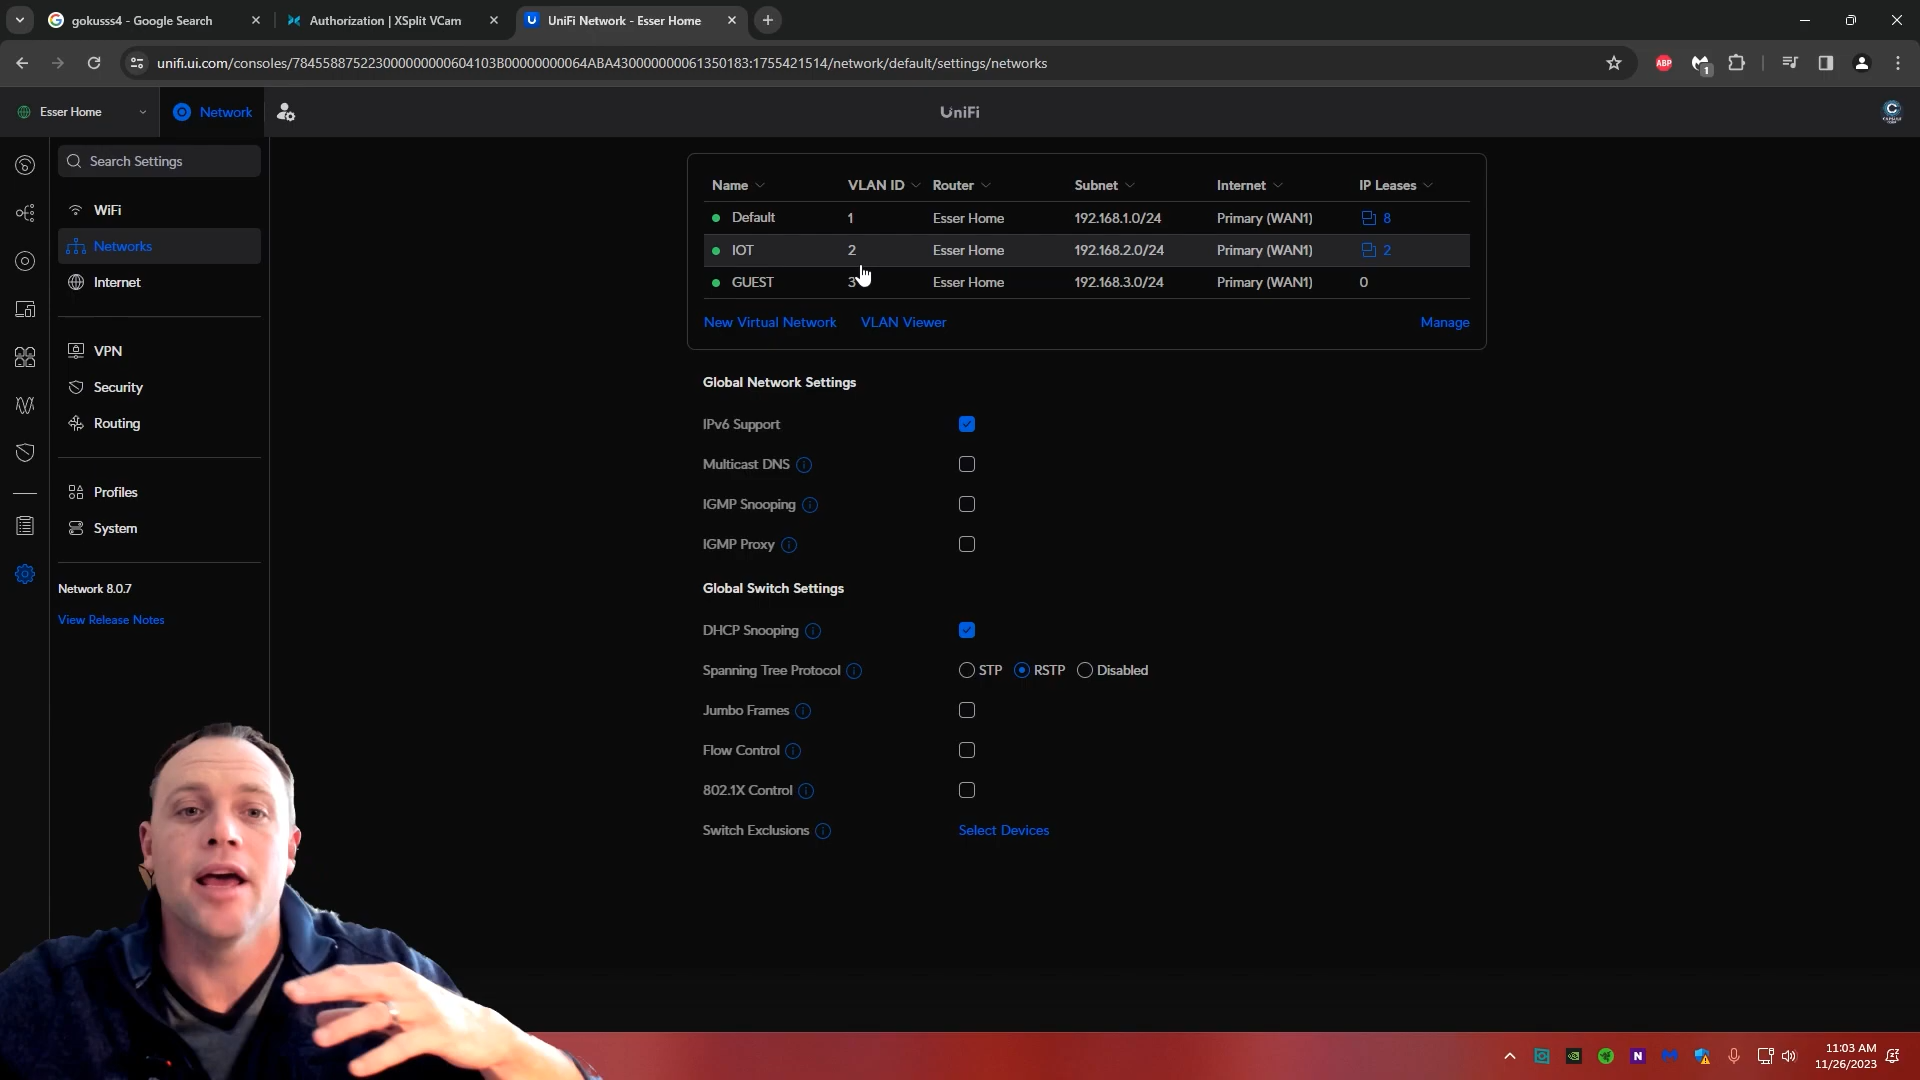 gokusss4 - Google Search
Authorization | XSplit VCam
UniFi Network - Esser Home
unifi.ui.com/consoles/784558875223000000000604103B00000000064ABA430000000061350183:1755421514/network/default/settings/networks
ABP
1
Esser Home
Network
UniFi
Search Settings
WiFi
Networks
Internet
VPN
Security
Routing
Profiles
System
Network 8.0.7
View Release Notes
Name VLAN ID Router Subnet Internet IP Leases
Default 1 Esser Home 192.168.1.0/24 Primary (WAN1) 8
IOT 2 Esser Home 192.168.2.0/24 Primary (WAN1) 2
GUEST 3 Esser Home 192.168.3.0/24 Primary (WAN1) 0
New Virtual Network VLAN Viewer Manage
Global Network Settings
IPv6 Support
Multicast DNS
IGMP Snooping
IGMP Proxy
Global Switch Settings
DHCP Snooping
Spanning Tree Protocol STP RSTP Disabled
Jumbo Frames
Flow Control
802.1X Control
Switch Exclusions Select Devices
N
11:03 AM
11/26/2023